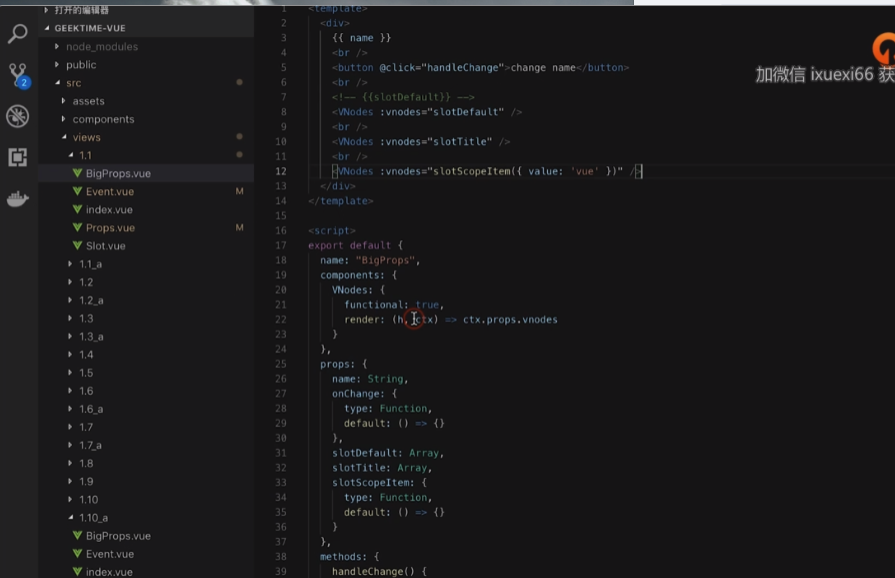 打开的编辑器
GEEKTIME-VUE
node_modules
public
src
assets
components
views
1.1
BigProps.vue
Event.vue M
index.vue
Props.vue M
Slot.vue
1.1_a
1.2
1.2_a
1.3
1.3_a
1.4
1.5
1.6
1.6_a
1.7
1.7_a
1.8
1.9
1.10
1.10_a
BigProps.vue
Event.vue
index.vue
2
1 <template>
2 <div>
3 {{ name }}
4 <br />
5 <button @click="handleChange">change name</button>
6 <br />
7 <!-- {{slotDefault}} -->
8 <VNodes :vnodes="slotDefault" />
9 <br />
10 <VNodes :vnodes="slotTitle" />
11 <br />
12 <VNodes :vnodes="slotScopeItem({ value: 'vue' })" />
13 </div>
14 </template>
15
16 <script>
17 export default {
18 name: "BigProps",
19 components: {
20 VNodes: {
21 functional: true,
22 render: (h, ctx) => ctx.props.vnodes
23 }
24 },
25 props: {
26 name: String,
27 onChange: {
28 type: Function,
29 default: () => {}
30 },
31 slotDefault: Array,
32 slotTitle: Array,
33 slotScopeItem: {
34 type: Function,
35 default: () => {}
36 }
37 },
38 methods: {
39 handleChange() {
加微信 ixuexi66 获